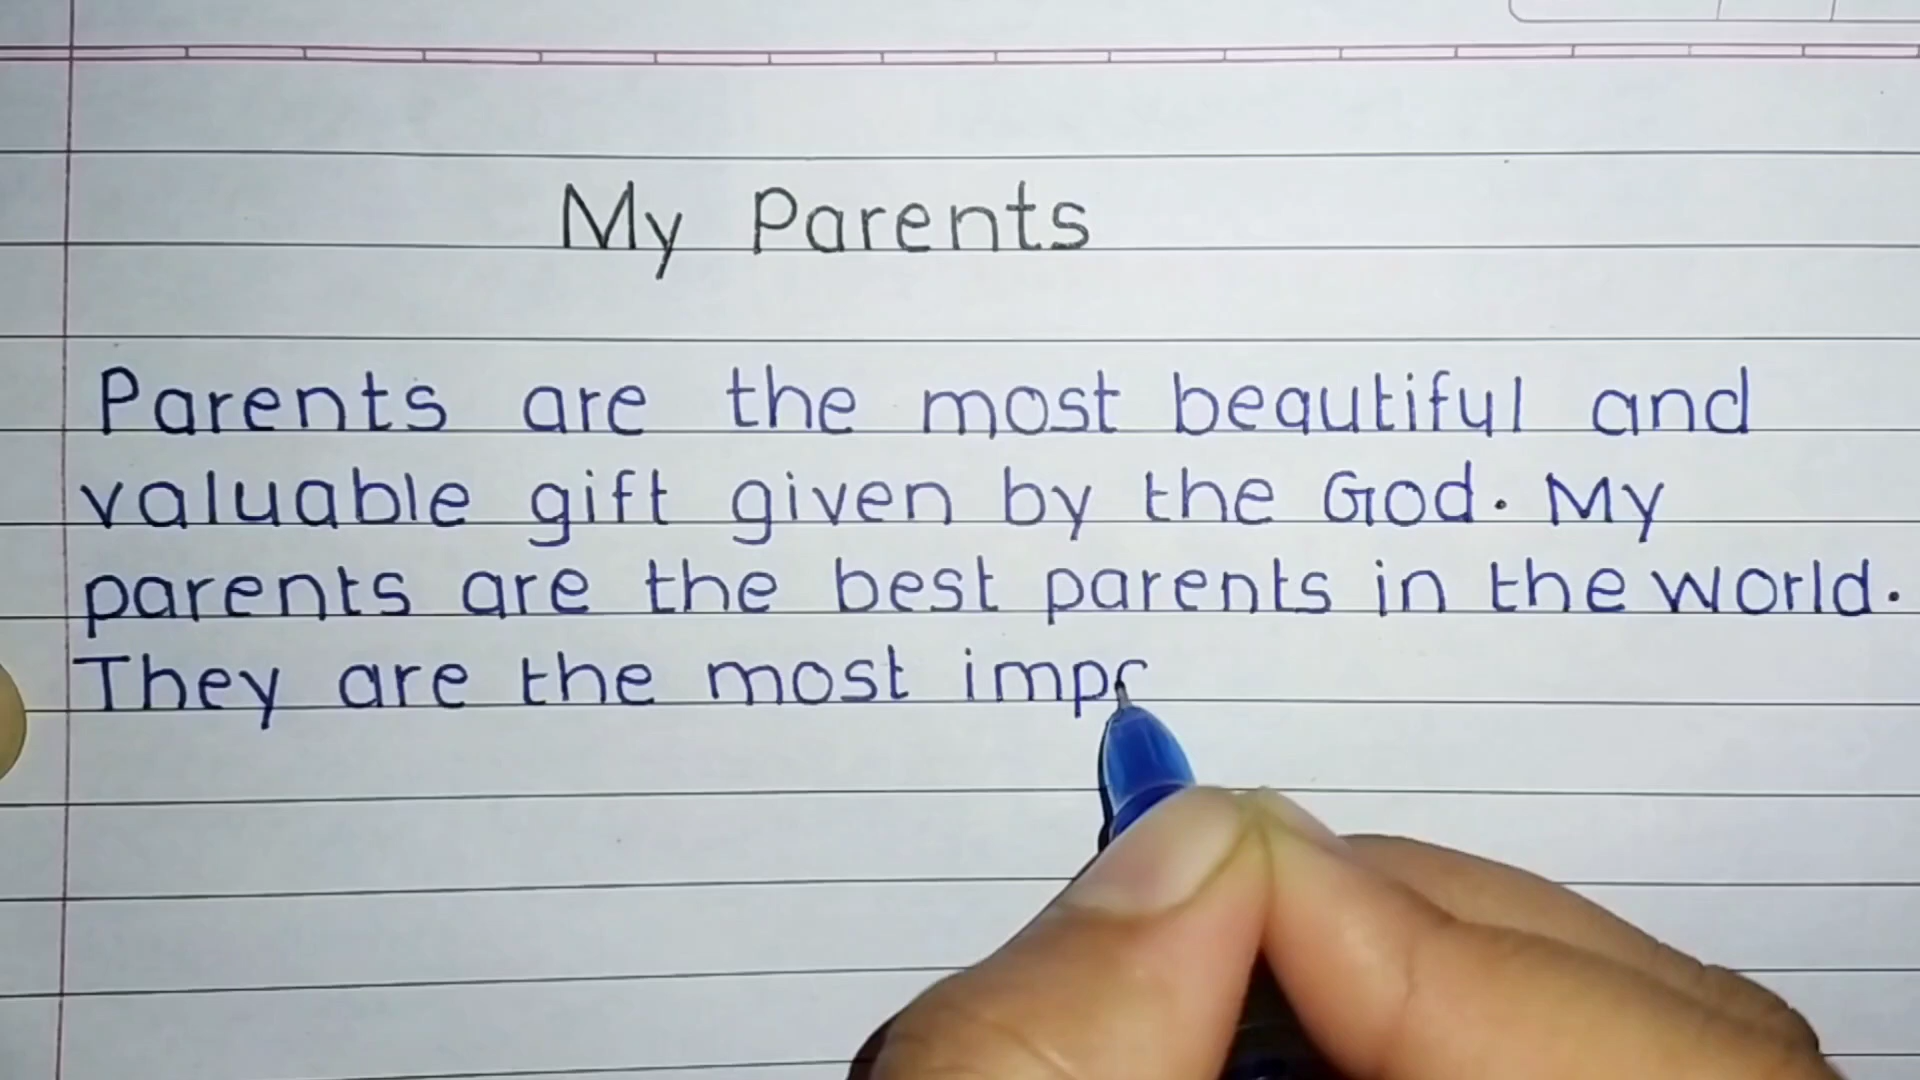 My Parents
Parents are the most beautiful and
valuable gift given by the God. My
parents are the best parents in the world.
They are the most imp